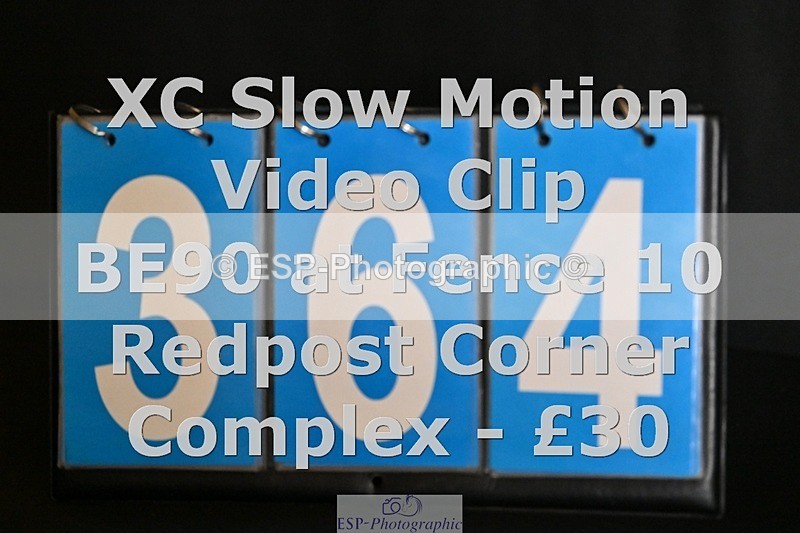 XC Slow Motion
Video Clip
BE90 at Fence 10
Redpost Corner
Complex - £30
364
© ESP-Photographic ©
ESP-Photographic